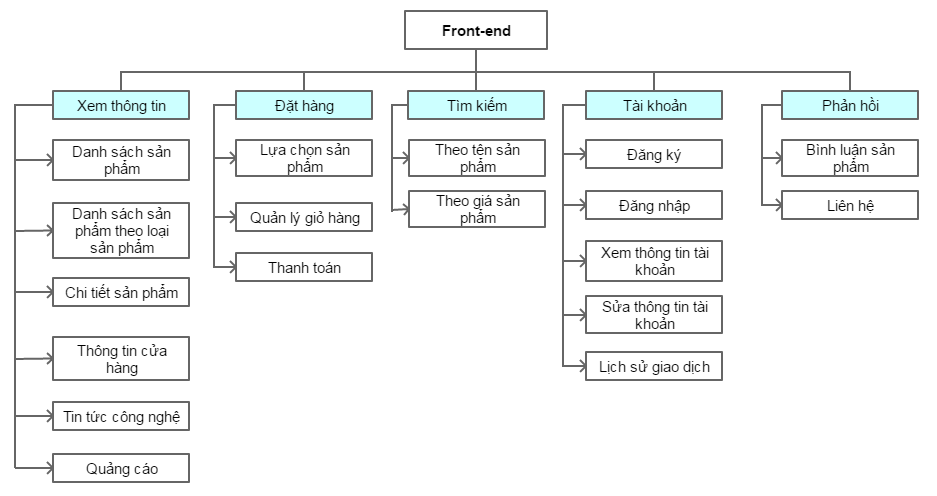 Front-end
Xem thông tin
Đặt hàng
Tìm kiếm
Tài khoản
Phản hồi
Danh sách sản
phẩm
Danh sách sản
phẩm theo loại
sản phẩm
Chi tiết sản phẩm
Thông tin cửa
hàng
Tin tức công nghệ
Quảng cáo
Lựa chọn sản
phẩm
Quản lý giỏ hàng
Thanh toán
Theo tên sản
phẩm
Theo giá sản
phẩm
Đăng ký
Đăng nhập
Xem thông tin tài
khoản
Sửa thông tin tài
khoản
Lịch sử giao dịch
Bình luận sản
phẩm
Liên hệ